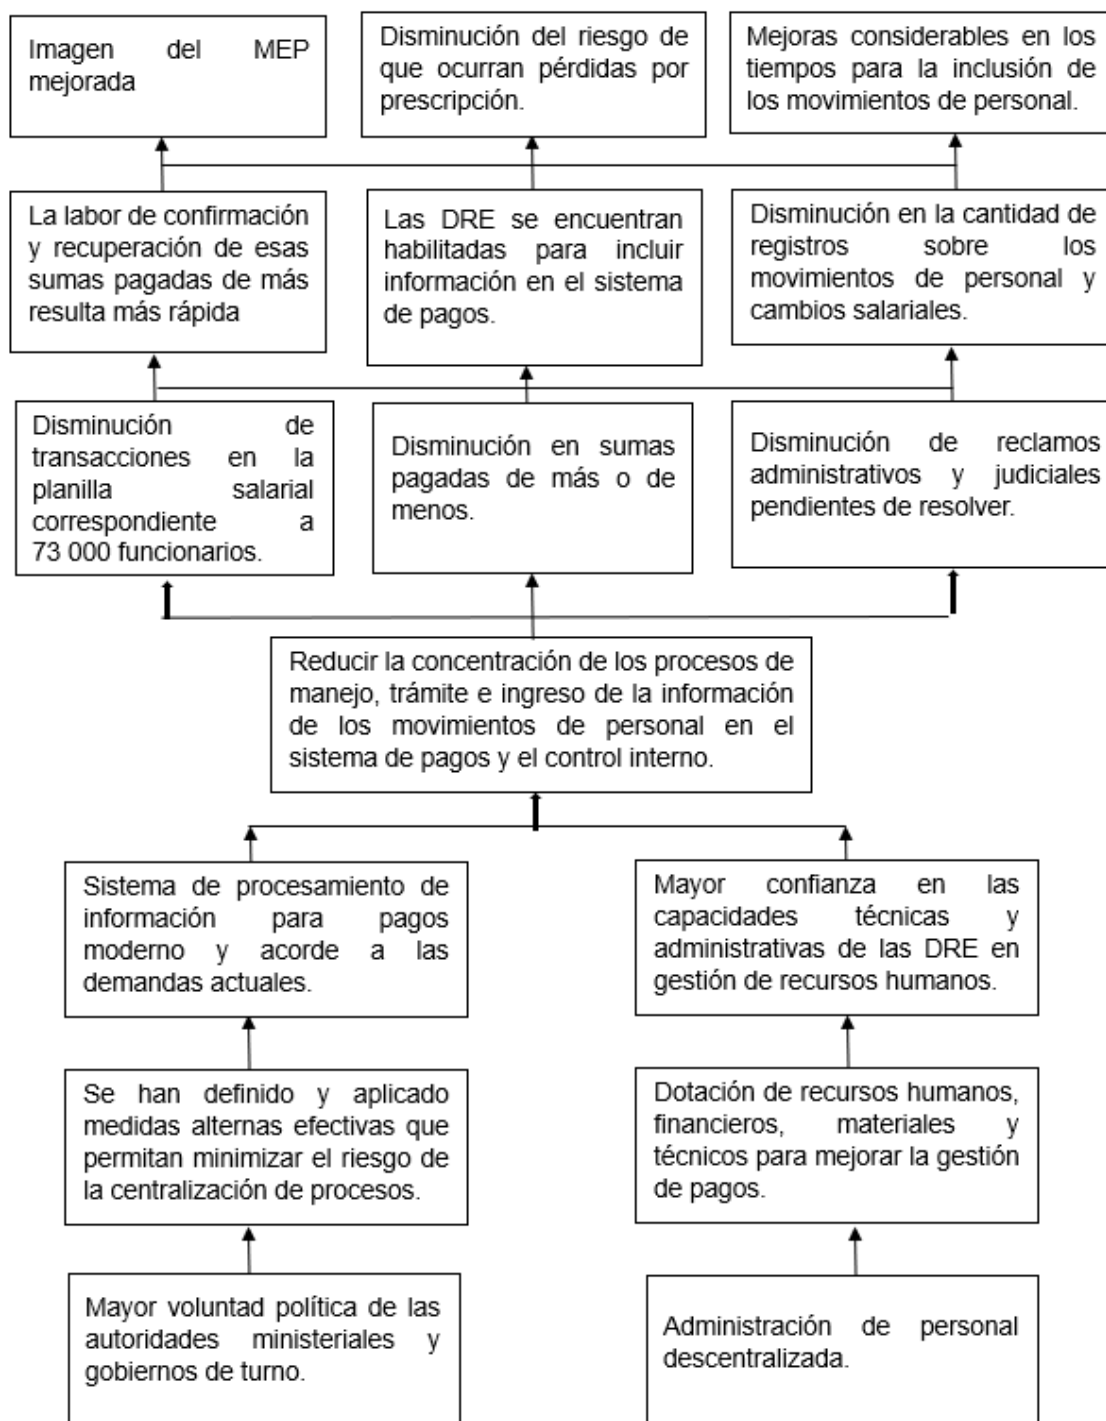 Imagen del MEP
mejorada
Disminución del riesgo de
que ocurran pérdidas por
prescripción.
Mejoras considerables en los
tiempos para la inclusión de
los movimientos de personal.
La labor de confirmación
y recuperación de esas
sumas pagadas de más
resulta más rápida
Las DRE se encuentran
habilitadas para incluir
información en el sistema
de pagos.
Disminución en la cantidad de
registros sobre los
movimientos de personal y
cambios salariales.
Disminución de
transacciones en la
planilla salarial
correspondiente a
73 000 funcionarios.
Disminución en sumas
pagadas de más o de
menos.
Disminución de reclamos
administrativos y judiciales
pendientes de resolver.
Reducir la concentración de los procesos de
manejo, trámite e ingreso de la información
de los movimientos de personal en el
sistema de pagos y el control interno.
Sistema de procesamiento de
información para pagos
moderno y acorde a las
demandas actuales.
Mayor confianza en las
capacidades técnicas y
administrativas de las DRE en
gestión de recursos humanos.
Se han definido y aplicado
medidas alternas efectivas que
permitan minimizar el riesgo de
la centralización de procesos.
Dotación de recursos humanos,
financieros, materiales y
técnicos para mejorar la gestión
de pagos.
Mayor voluntad política de las
autoridades ministeriales y
gobiernos de turno.
Administración de personal
descentralizada.